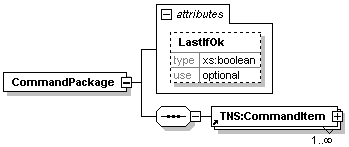 attributes
LastIfOk
type xs:boolean
use optional
CommandPackage
TNS:CommandItem
1..∞